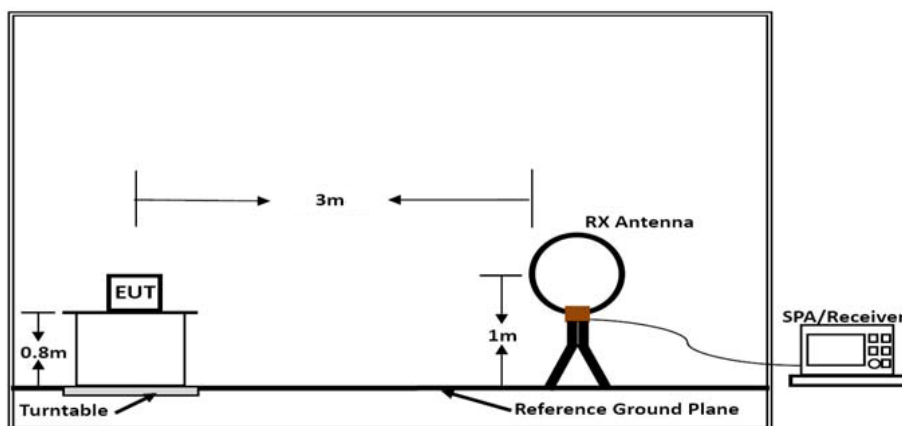 3m
RX Antenna
EUT
SPA/Receiver
0.8m
1m
Turntable
Reference Ground Plane